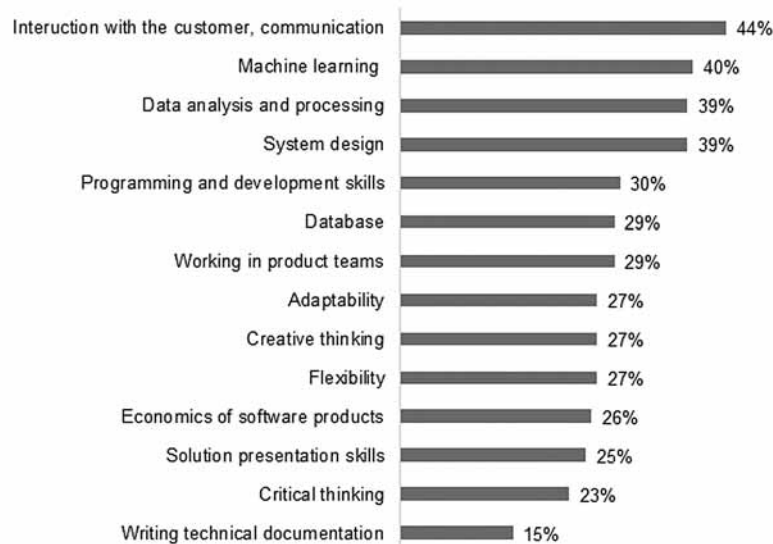 Interuction with the customer, communication 44%
Machine learning 40%
Data analysis and processing 39%
System design 39%
Programming and development skills 30%
Database 29%
Working in product teams 29%
Adaptability 27%
Creative thinking 27%
Flexibility 27%
Economics of software products 26%
Solution presentation skills 25%
Critical thinking 23%
Writing technical documentation 15%